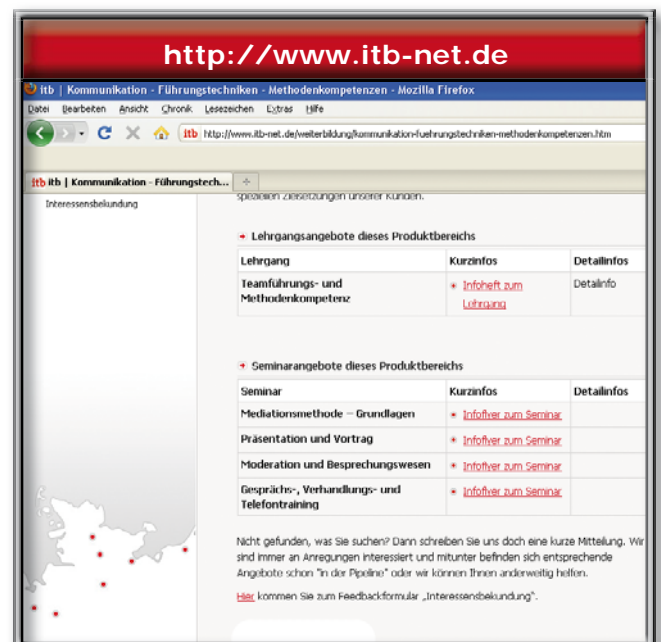 http://www.itb-net.de
itb | Kommunikation - Führungstechniken - Methodenkompetenzen - Mozilla Firefox
Datei Bearbeiten Ansicht Chronik Lesezeichen Extras Hilfe
itb http://www.itb-net.de/weiterbildung/kommunikation-fuehrungstechniken-methodenkompetenzen.htm
itb itb | Kommunikation - Führungstech...
Interessensbekundung
speziellen Zielsetzungen unserer Kunden.
Lehrgangsangebote dieses Produktbereichs
Lehrgang Kurzinfos Detailinfos
Teamführungs- und Infoheft zum Detailinfo
Methodenkompetenz Lehrgang
Seminarangebote dieses Produktbereichs
Seminar Kurzinfos Detailinfos
Mediationsmethode – Grundlagen Infoflyer zum Seminar
Präsentation und Vortrag Infoflyer zum Seminar
Moderation und Besprechungswesen Infoflyer zum Seminar
Gesprächs-, Verhandlungs- und Infoflyer zum Seminar
Telefontraining
Nicht gefunden, was Sie suchen? Dann schreiben Sie uns doch eine kurze Mitteilung. Wir
sind immer an Anregungen interessiert und mitunter befinden sich entsprechende
Angebote schon "in der Pipeline" oder wir können Ihnen anderweitig helfen.
Hier kommen Sie zum Feedbackformular „Interessensbekundung“.